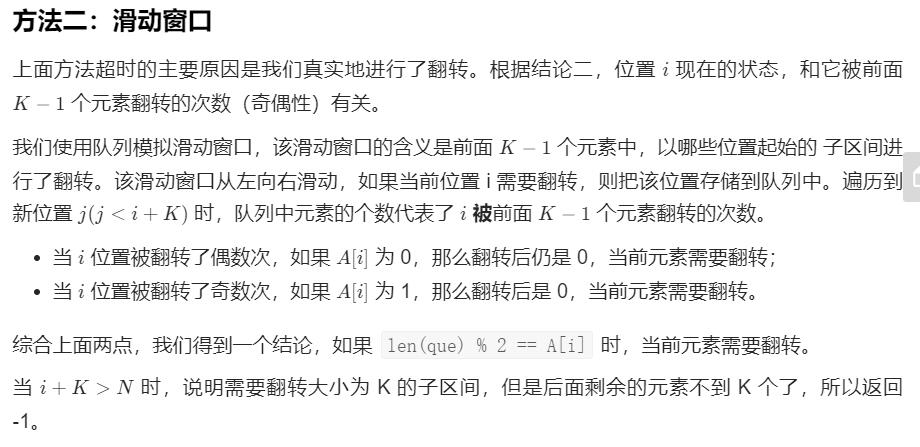 方法二：滑动窗口
上面方法超时的主要原因是我们真实地进行了翻转。根据结论二，位置 i 现在的状态，和它被前面
K − 1 个元素翻转的次数（奇偶性）有关。
我们使用队列模拟滑动窗口，该滑动窗口的含义是前面 K − 1 个元素中，以哪些位置起始的 子区间进
行了翻转。该滑动窗口从左向右滑动，如果当前位置 i 需要翻转，则把该位置存储到队列中。遍历到
新位置 j(j < i + K) 时，队列中元素的个数代表了 i 被前面 K − 1 个元素翻转的次数。
• 当 i 位置被翻转了偶数次，如果 A[i] 为 0，那么翻转后仍是 0，当前元素需要翻转；
• 当 i 位置被翻转了奇数次，如果 A[i] 为 1，那么翻转后是 0，当前元素需要翻转。
综合上面两点，我们得到一个结论，如果 len(que) % 2 == A[i] 时，当前元素需要翻转。
当 i + K > N 时，说明需要翻转大小为 K 的子区间，但是后面剩余的元素不到 K 个了，所以返回
-1。